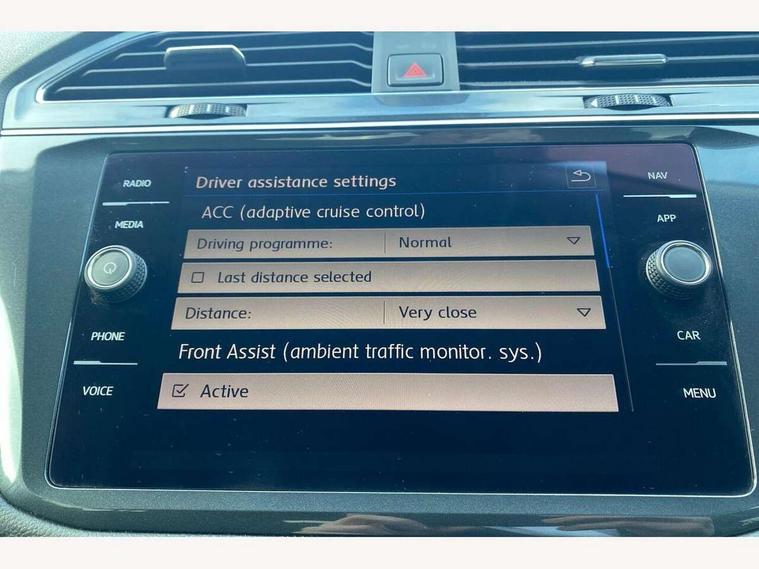 RADIO
MEDIA
PHONE
VOICE
Driver assistance settings
ACC (adaptive cruise control)
Driving programme: Normal
Last distance selected
Distance: Very close
Front Assist (ambient traffic monitor. sys.)
Active
NAV
APP
CAR
MENU